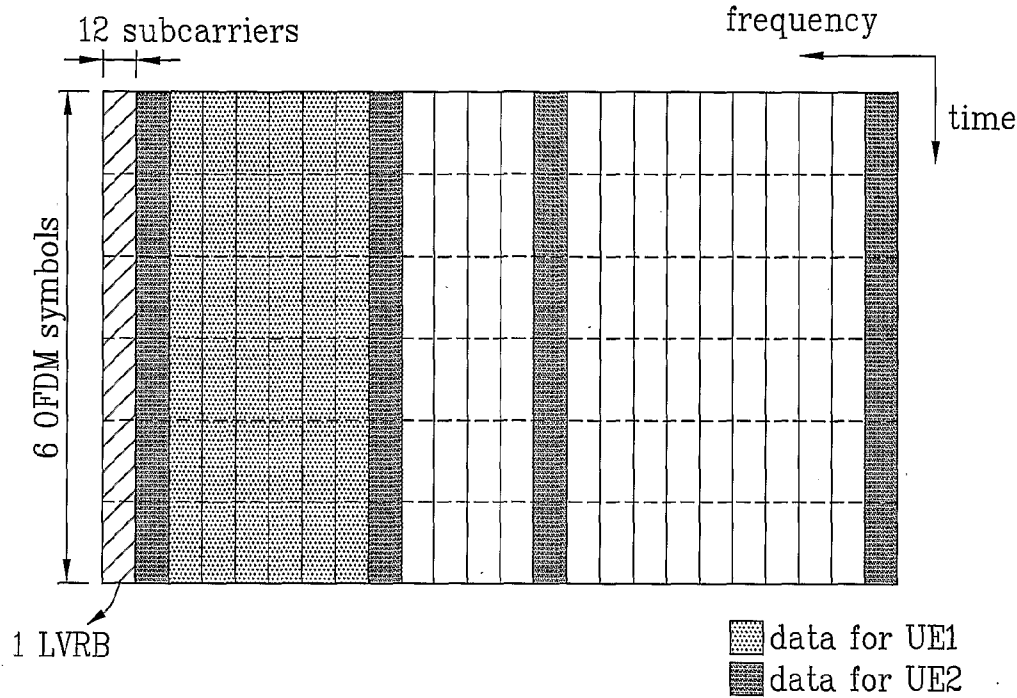 12 subcarriers
frequency
time
6 OFDM symbols
1 LVRB
data for UE1
data for UE2